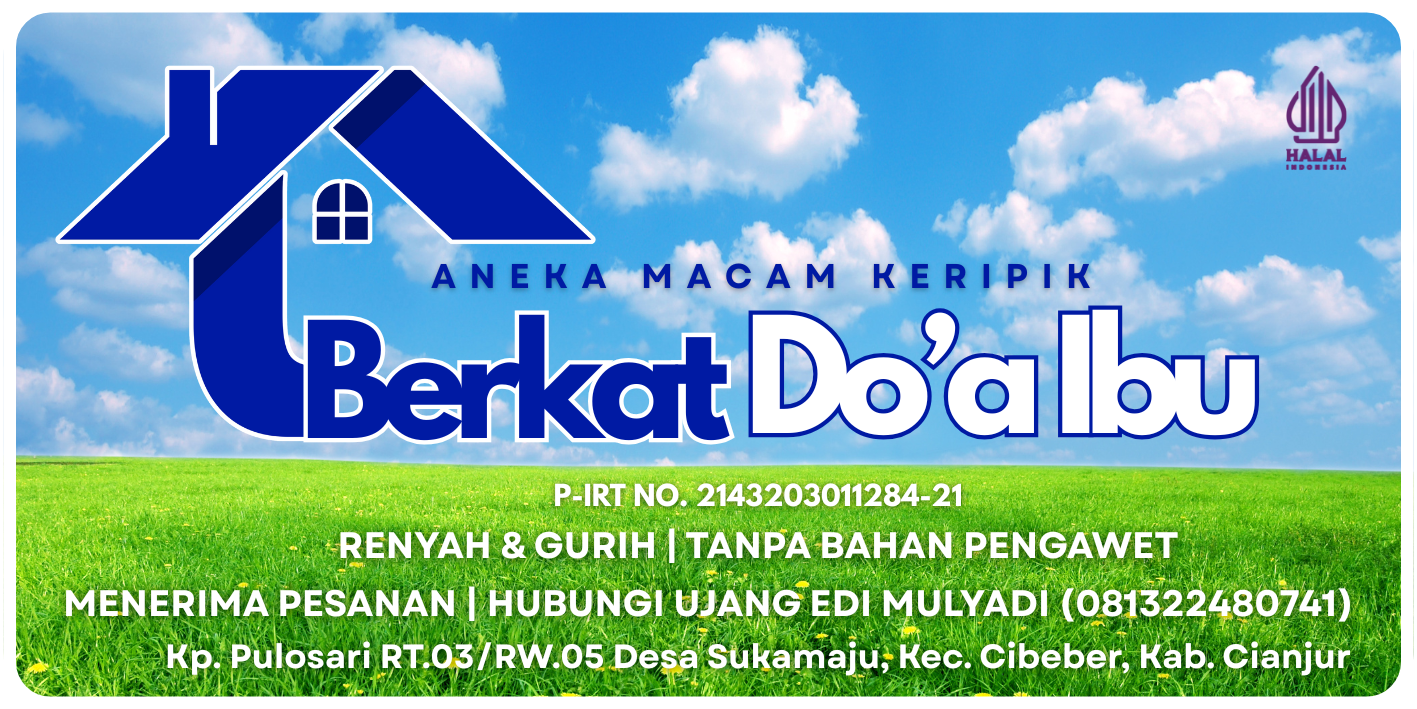 HALAL
INDONESIA
ANEKA MACAM KERIPIK
Berkat Do'a Ibu
P-IRT NO. 2143203011284-21
RENYAH & GURIH | TANPA BAHAN PENGAWET
MENERIMA PESANAN | HUBUNGI UJANG EDI MULYADI (081322480741)
Kp. Pulosari RT.03/RW.05 Desa Sukamaju, Kec. Cibeber, Kab. Cianjur